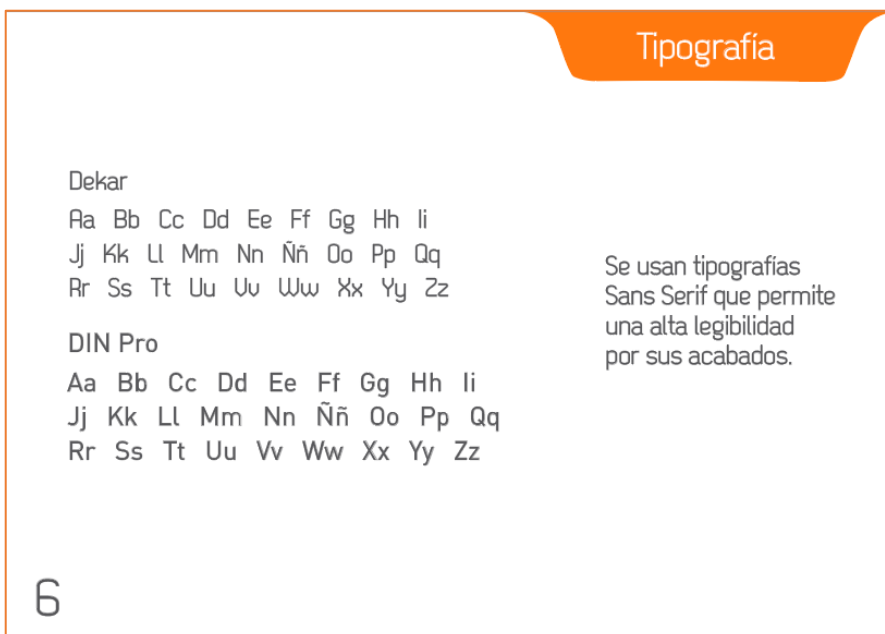 Tipografía
Dekar
Aa Bb Cc Dd Ee Ff Gg Hh Ii
Jj Kk Ll Mm Nn Ññ Oo Pp Qq
Rr Ss Tt Uu Vv Ww Xx Yy Zz
DIN Pro
Aa Bb Cc Dd Ee Ff Gg Hh Ii
Jj Kk Ll Mm Nn Ññ Oo Pp Qq
Rr Ss Tt Uu Vv Ww Xx Yy Zz
Se usan tipografías
Sans Serif que permite
una alta legibilidad
por sus acabados.
6